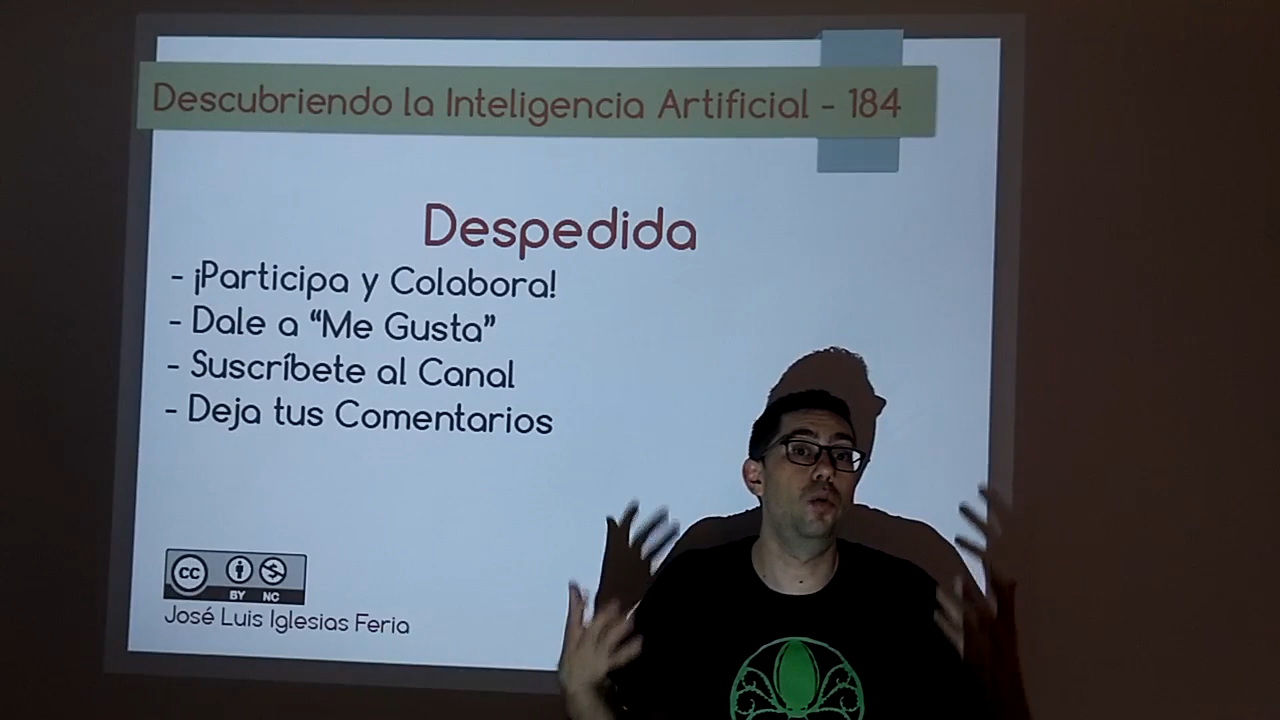 Descubriendo la Inteligencia Artificial - 184
Despedida
- ¡Participa y Colabora!
- Dale a “Me Gusta”
- Suscríbete al Canal
- Deja tus Comentarios
cc
BY NC
José Luis Iglesias Feria